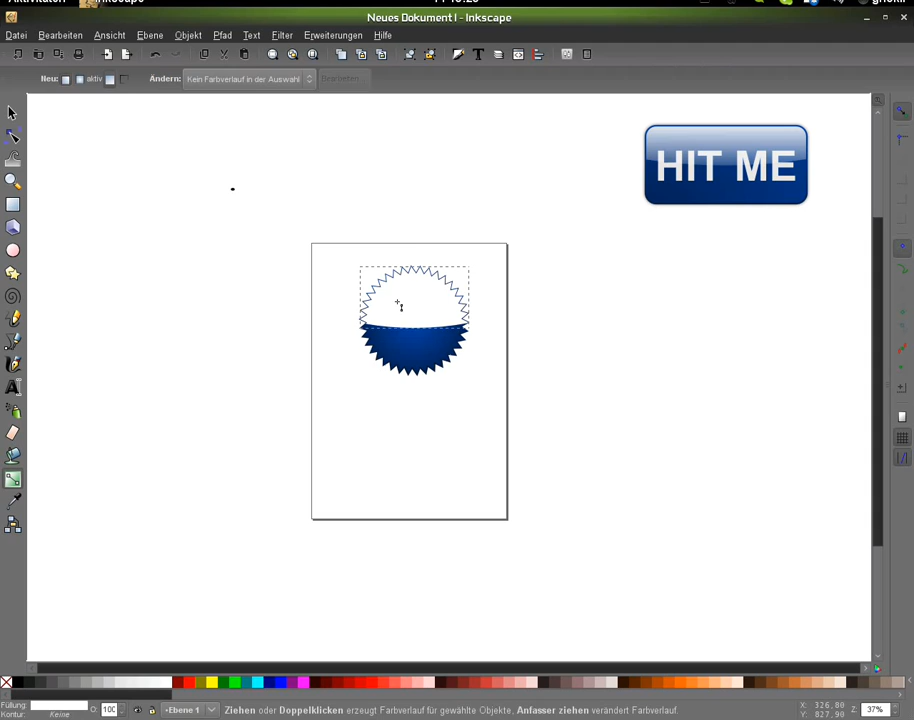 Neues Dokument 1 - Inkscape
Datei Bearbeiten Ansicht Ebene Objekt Pfad Text Filter Erweiterungen Hilfe
Neu: aktiv Ändern: Kein Farbverlauf in der Auswahl Bearbeiten...
HIT ME
Füllung:
Kontur: Keine
O: 100
Ebene 1
Ziehen oder Doppelklicken erzeugt Farbverlauf für gewählte Objekte, Anfasser ziehen verändert Farbverlauf.
X: 326,80
Y: 827,90
Z: 37%